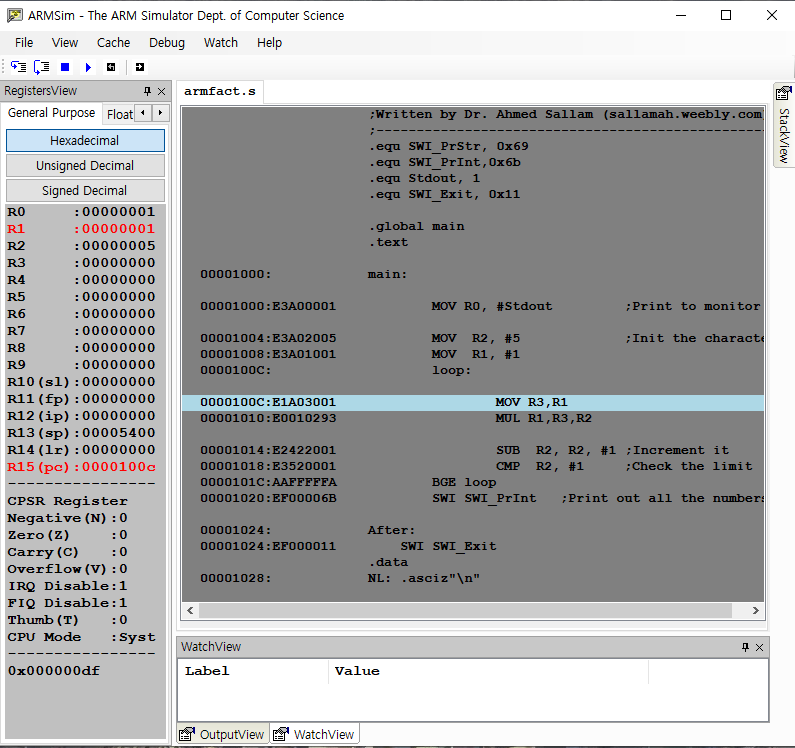 ARMSim - The ARM Simulator Dept. of Computer Science
File View Cache Debug Watch Help
RegistersView
General Purpose Float
Hexadecimal
Unsigned Decimal
Signed Decimal
R0 :00000001
R1 :00000001
R2 :00000005
R3 :00000000
R4 :00000000
R5 :00000000
R6 :00000000
R7 :00000000
R8 :00000000
R9 :00000000
R10(sl):00000000
R11(fp):00000000
R12(ip):00000000
R13(sp):00005400
R14(lr):00000000
R15(pc):0000100c
----------------
CPSR Register
Negative(N):0
Zero(Z) :0
Carry(C) :0
Overflow(V):0
IRQ Disable:1
FIQ Disable:1
Thumb(T) :0
CPU Mode :Syst
----------------
0x000000df
armfact.s
;Written by Dr. Ahmed Sallam (sallamah.weebly.com
;------------------------------------------------
.equ SWI_PrStr, 0x69
.equ SWI_PrInt,0x6b
.equ Stdout, 1
.equ SWI_Exit, 0x11
.global main
.text
00001000: main:
00001000:E3A00001 MOV R0, #Stdout ;Print to monitor
00001004:E3A02005 MOV R2, #5 ;Init the characte
00001008:E3A01001 MOV R1, #1
0000100C: loop:
0000100C:E1A03001 MOV R3,R1
00001010:E0010293 MUL R1,R3,R2
00001014:E2422001 SUB R2, R2, #1 ;Increment it
00001018:E3520001 CMP R2, #1 ;Check the limit
0000101C:AAFFFFFA BGE loop
00001020:EF00006B SWI SWI_PrInt ;Print out all the numbers
00001024: After:
00001024:EF000011 SWI SWI_Exit
.data
00001028: NL: .asciz"\n"
StackView
WatchView
Label Value
OutputView WatchView